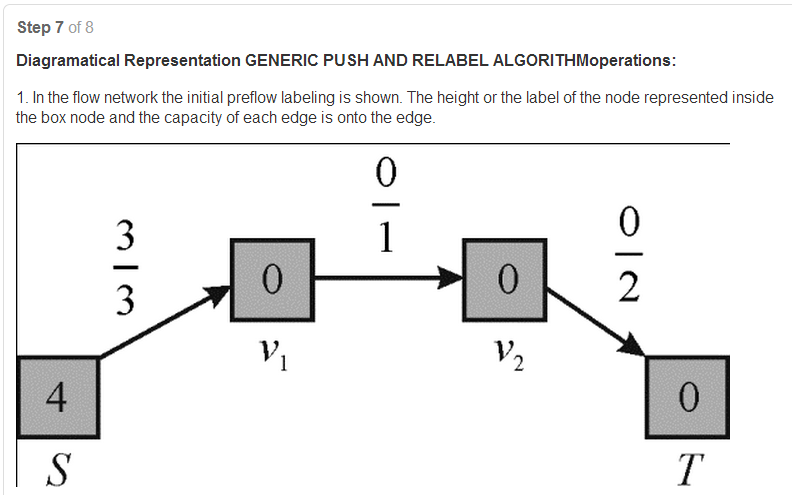 Step 7 of 8
Diagramatical Representation GENERIC PUSH AND RELABEL ALGORITHMoperations:
1. In the flow network the initial preflow labeling is shown. The height or the label of the node represented inside
the box node and the capacity of each edge is onto the edge.
0
1
3
3
0
2
0
v₁
0
v₂
4
S
0
T